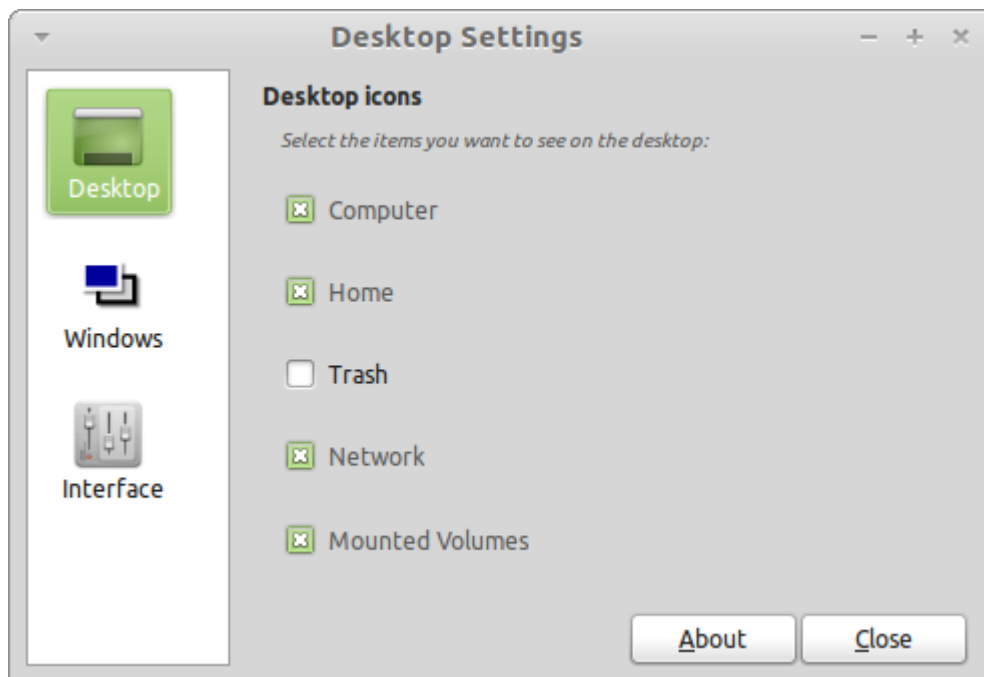 Desktop Settings
Desktop
Windows
Interface
Desktop icons
Select the items you want to see on the desktop:
Computer
Home
Trash
Network
Mounted Volumes
About
Close